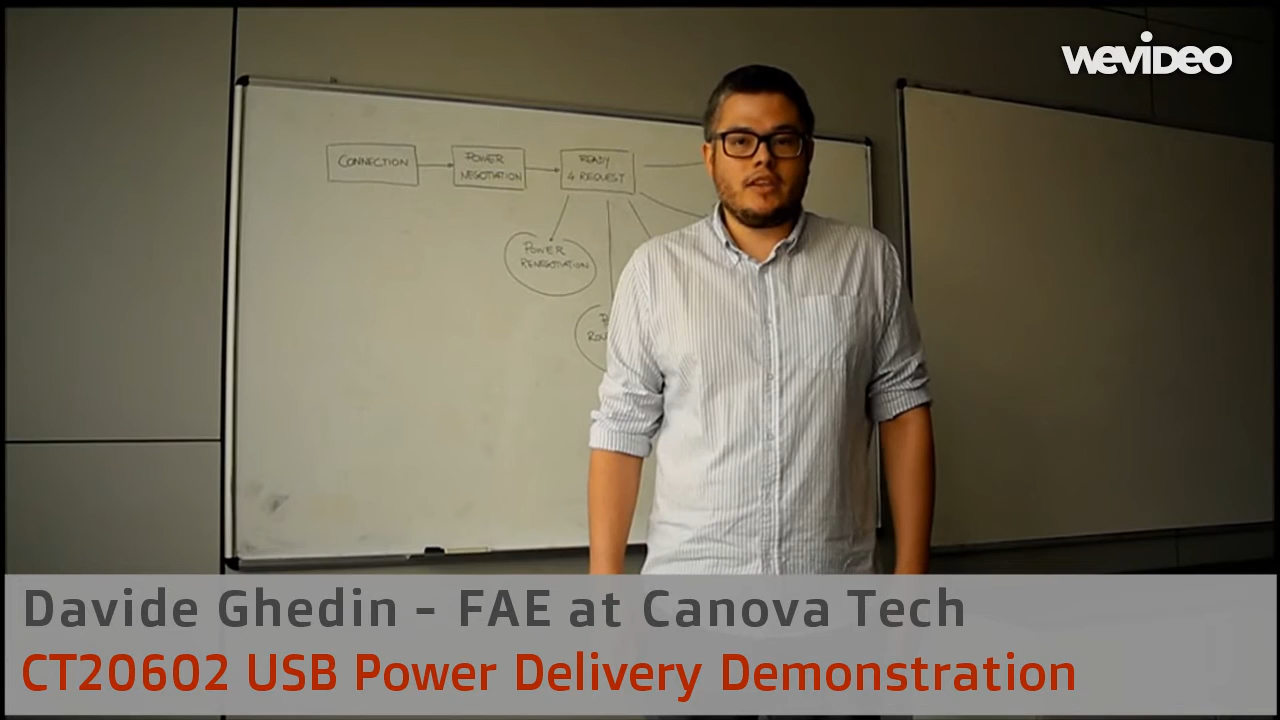 WEVIDEO
CONNECTION
POWER
NEGOTIATION
READY
4 REQUEST
POWER
RENEGOTIATION
Davide Ghedin - FAE at Canova Tech
CT20602 USB Power Delivery Demonstration